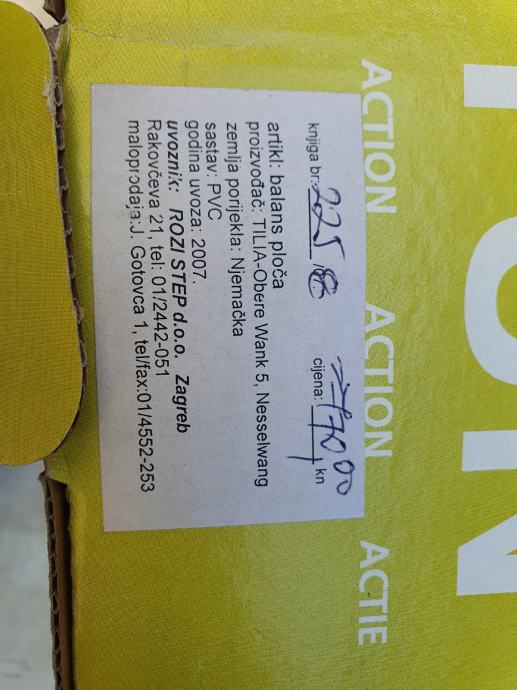 ACTION ACTION ACTIE
knjiga br: 225/8 cijena: 277,00 kn
artikl: balans ploča
proizvođač: TILIA-Obere Wank 5, Nesselwang
zemlja porijekla: Njemačka
sastav: PVC
godina uvoza: 2007.
uvoznik: ROZI STEP d.o.o. Zagreb
Rakovčeva 21, tel: 01/2442-051
maloprodaja:J. Gotovca 1, tel/fax:01/4552-253